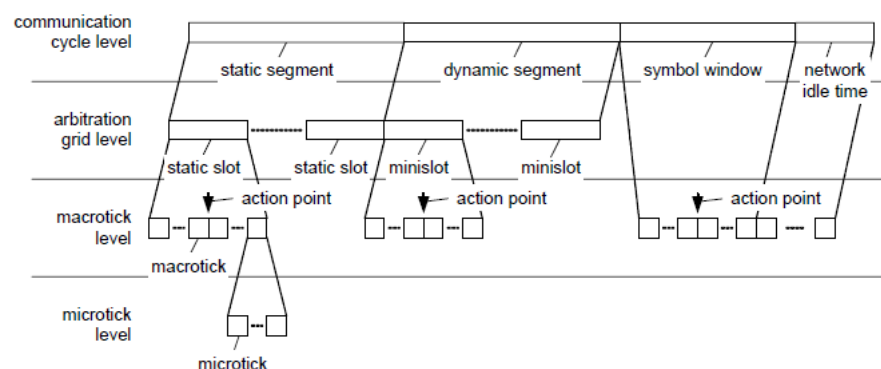 communication
cycle level
static segment
dynamic segment
symbol window
network
idle time
arbitration
grid level
static slot
static slot
minislot
minislot
macrotick
level
action point
action point
action point
macrotick
microtick
level
microtick